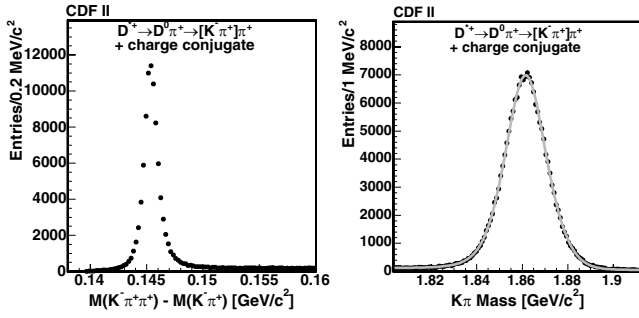 CDF II
D*+→D0π+→[K-π+]π+
+ charge conjugate
Entries/0.2 MeV/c2
12000
10000
8000
6000
4000
2000
0
0.14 0.145 0.15 0.155 0.16
M(K-π+π+) - M(K-π+) [GeV/c2]
CDF II
D*+→D0π+→[K-π+]π+
+ charge conjugate
Entries/1 MeV/c2
8000
7000
6000
5000
4000
3000
2000
1000
0
1.82 1.84 1.86 1.88 1.9
Kπ Mass [GeV/c2]